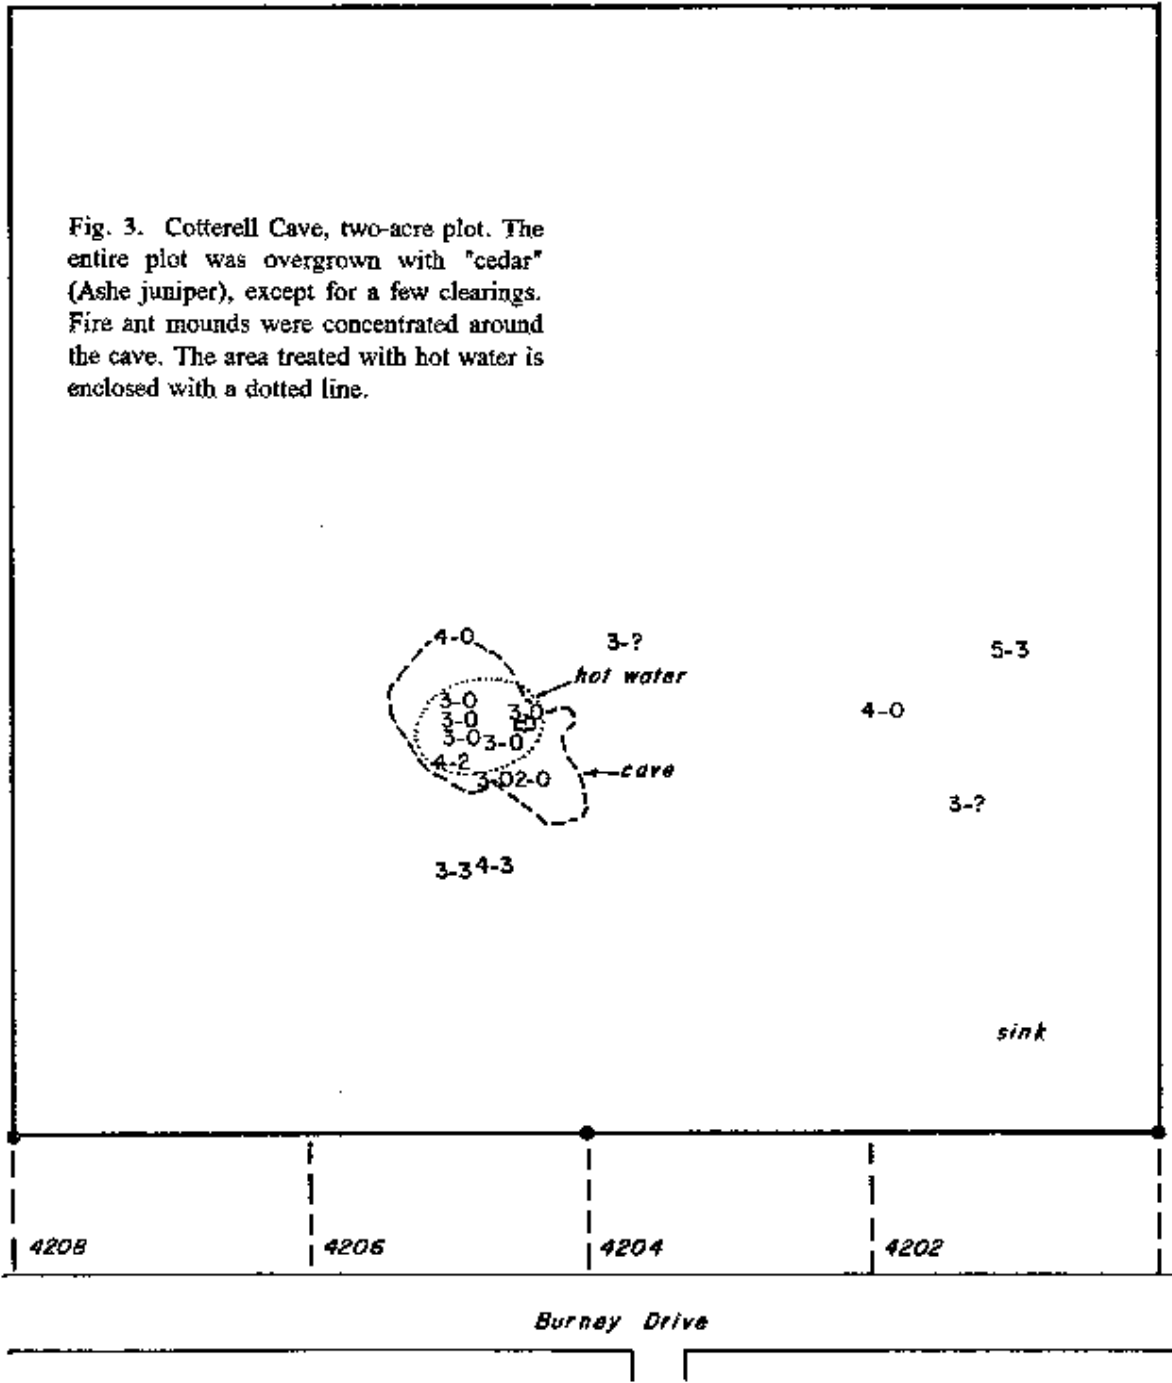 Fig. 3. Cotterell Cave, two-acre plot. The
entire plot was overgrown with "cedar"
(Ashe juniper), except for a few clearings.
Fire ant mounds were concentrated around
the cave. The area treated with hot water is
enclosed with a dotted line.
4-0
3-?
5-3
hot water
3-0
3-0
4-0
3-0
3-0
3-0
4-2
cave
3-0
2-0
3-?
3-3
4-3
sink
4208
4206
4204
4202
Burney Drive